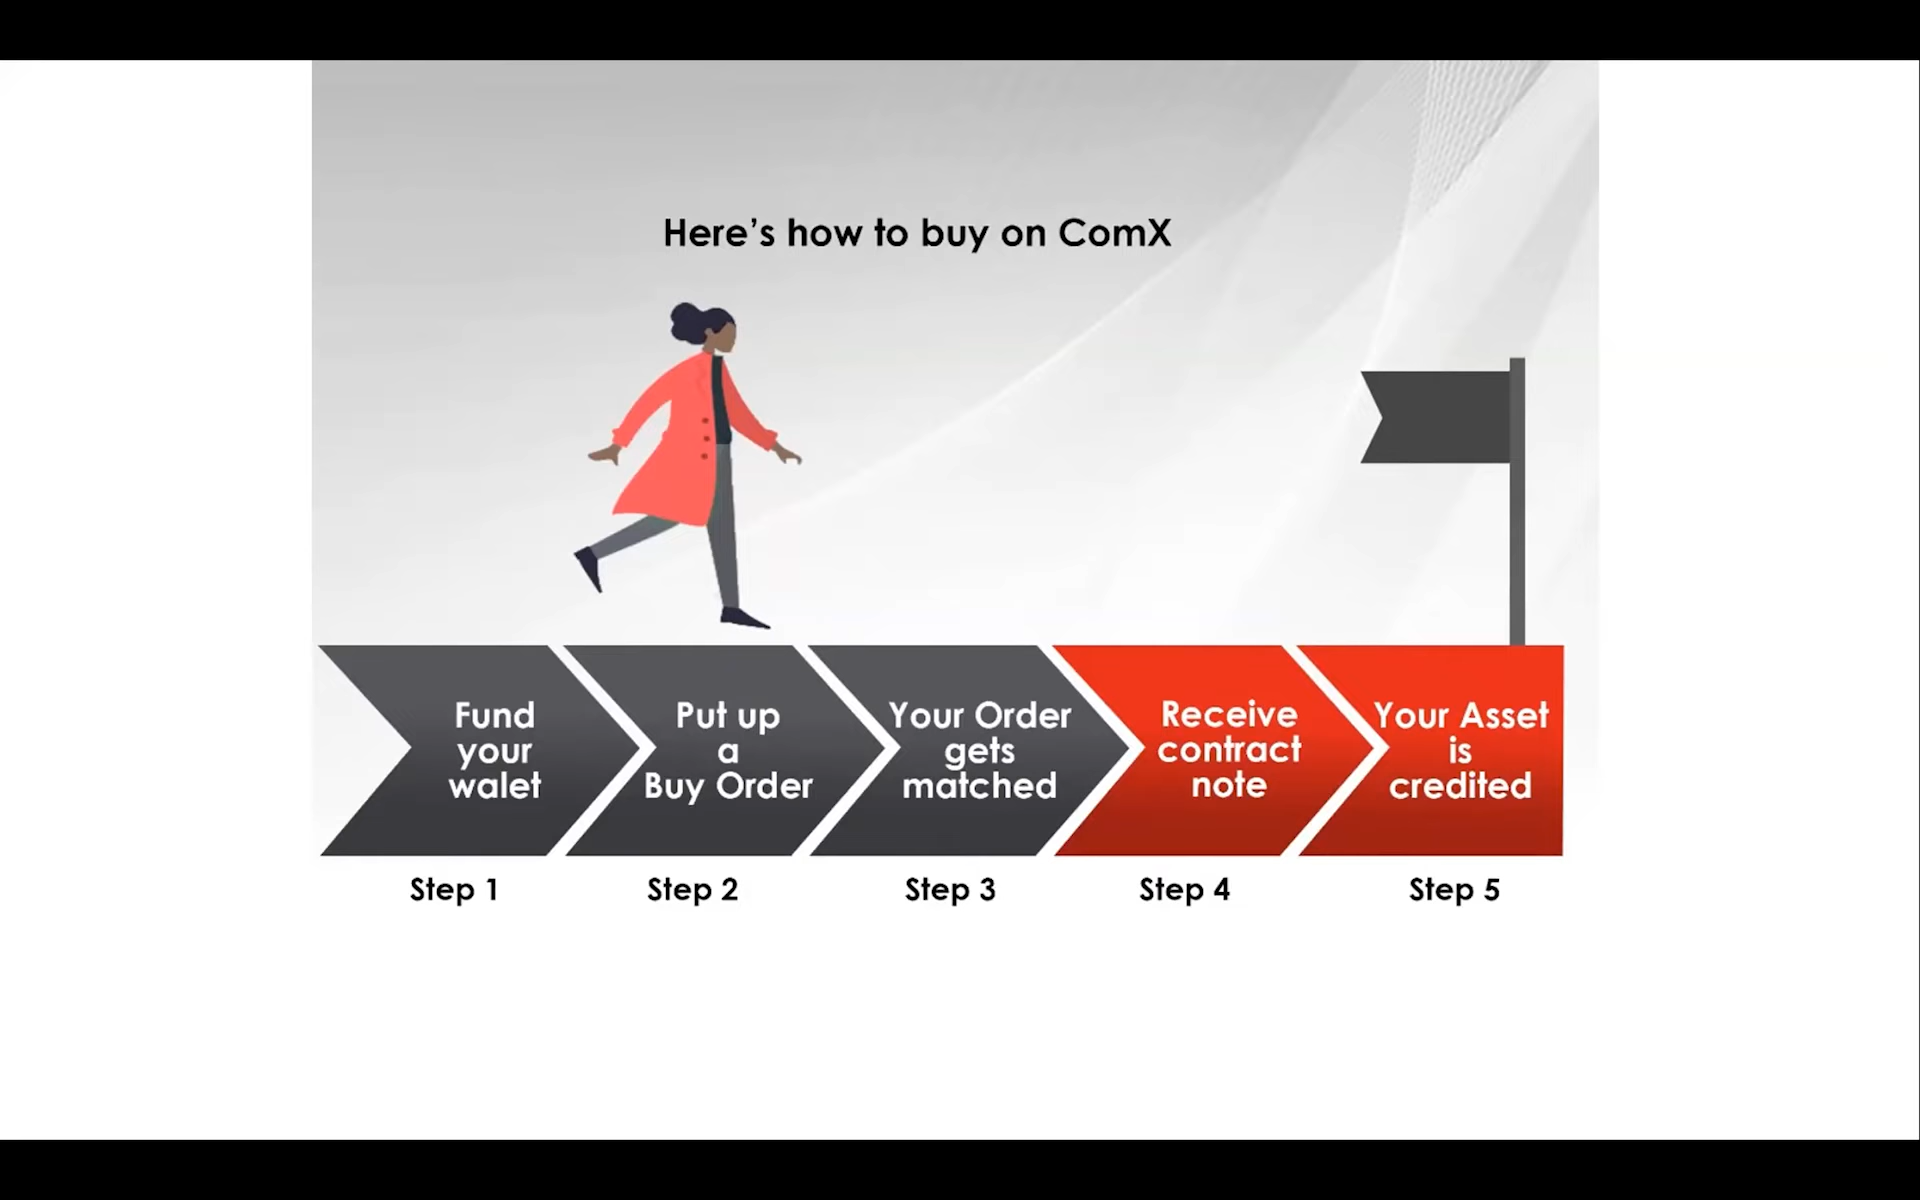 Here's how to buy on ComX
Fund
your
walet
Put up
a
Buy Order
Your Order
gets
matched
Receive
contract
note
Your Asset
is
credited
Step 1
Step 2
Step 3
Step 4
Step 5